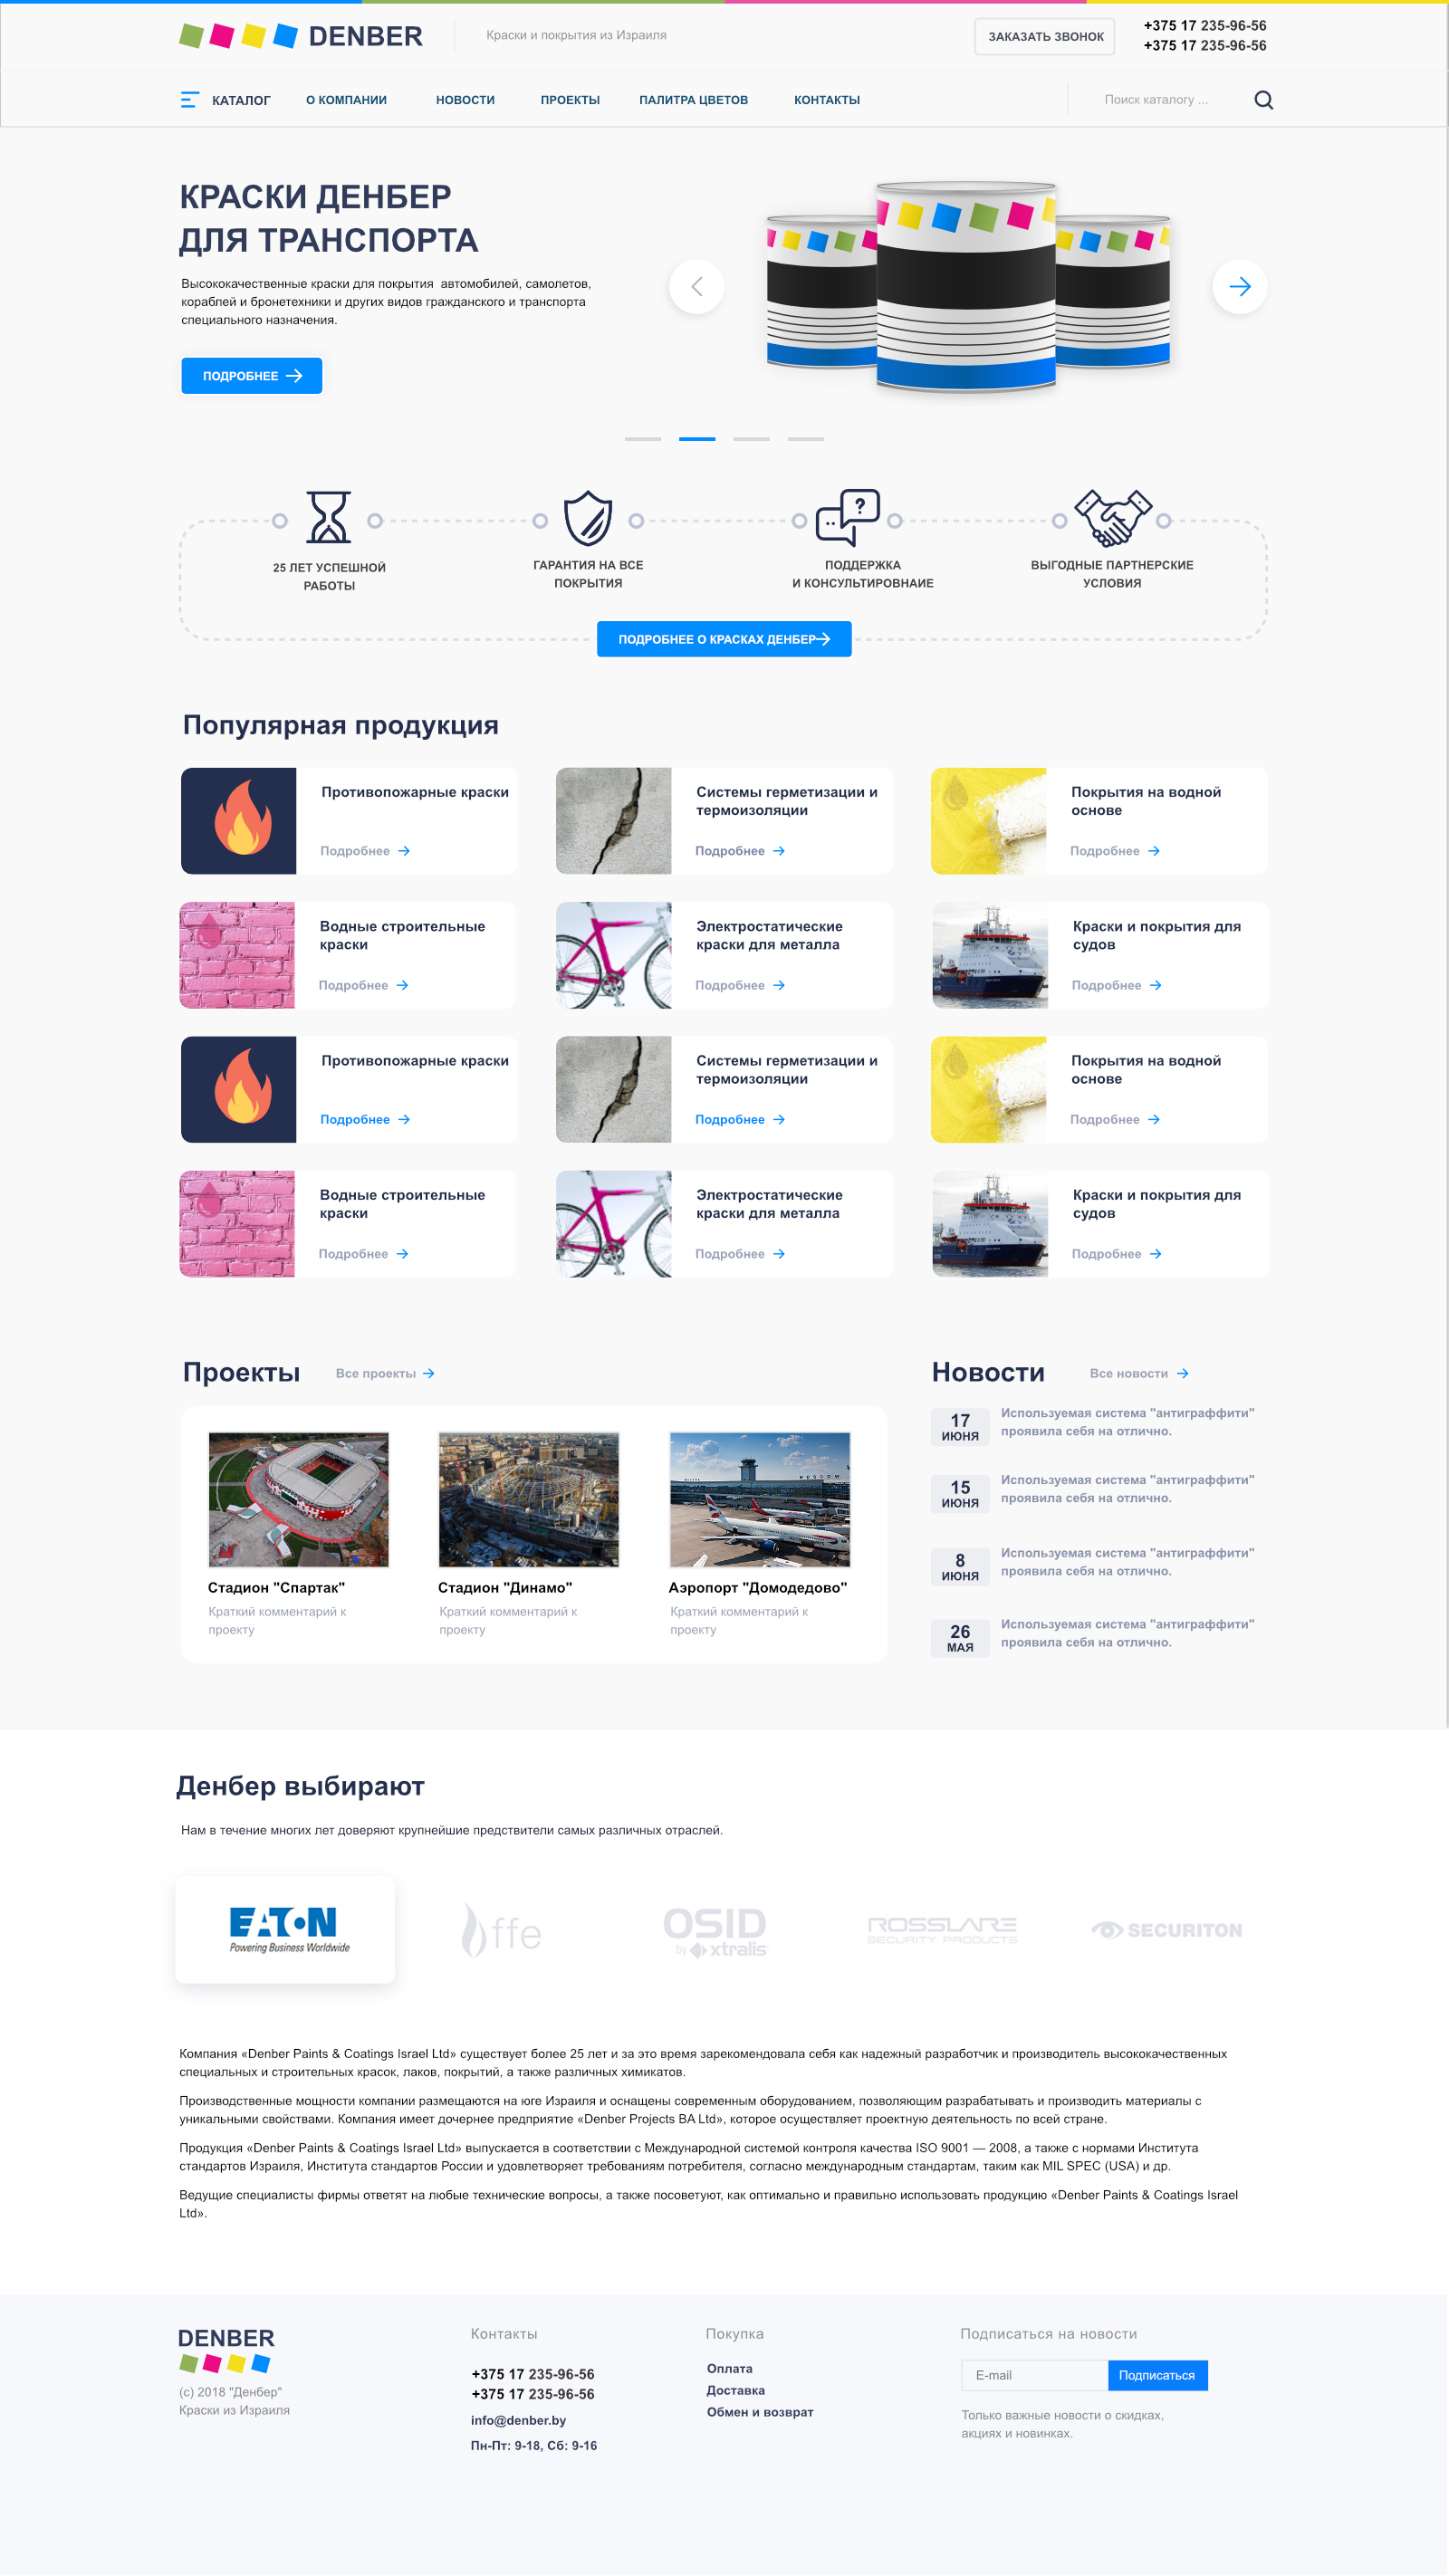 DENBER
Краски и покрытия из Израиля
ЗАКАЗАТЬ ЗВОНОК
+375 17 235-96-56
+375 17 235-96-56
КАТАЛОГ
О КОМПАНИИ
НОВОСТИ
ПРОЕКТЫ
ПАЛИТРА ЦВЕТОВ
КОНТАКТЫ
Поиск каталогу ...
КРАСКИ ДЕНБЕР
ДЛЯ ТРАНСПОРТА
Высококачественные краски для покрытия автомобилей, самолетов,
кораблей и бронетехники и других видов гражданского и транспорта
специального назначения.
ПОДРОБНЕЕ
25 ЛЕТ УСПЕШНОЙ
РАБОТЫ
ГАРАНТИЯ НА ВСЕ
ПОКРЫТИЯ
ПОДДЕРЖКА
И КОНСУЛЬТИРОВНАИЕ
ВЫГОДНЫЕ ПАРТНЕРСКИЕ
УСЛОВИЯ
ПОДРОБНЕЕ О КРАСКАХ ДЕНБЕР
Популярная продукция
Противопожарные краски
Подробнее
Системы герметизации и
термоизоляции
Подробнее
Покрытия на водной
основе
Подробнее
Водные строительные
краски
Подробнее
Электростатические
краски для металла
Подробнее
Краски и покрытия для
судов
Подробнее
Противопожарные краски
Подробнее
Системы герметизации и
термоизоляции
Подробнее
Покрытия на водной
основе
Подробнее
Водные строительные
краски
Подробнее
Электростатические
краски для металла
Подробнее
Краски и покрытия для
судов
Подробнее
Проекты
Все проекты
Стадион "Спартак"
Краткий комментарий к
проекту
Стадион "Динамо"
Краткий комментарий к
проекту
Аэропорт "Домодедово"
Краткий комментарий к
проекту
Новости
Все новости
17
ИЮНЯ
Используемая система "антиграффити"
проявила себя на отлично.
15
ИЮНЯ
Используемая система "антиграффити"
проявила себя на отлично.
8
ИЮНЯ
Используемая система "антиграффити"
проявила себя на отлично.
26
МАЯ
Используемая система "антиграффити"
проявила себя на отлично.
Денбер выбирают
Нам в течение многих лет доверяют крупнейшие предствители самых различных отраслей.
EATON
Powering Business Worldwide
ffe
OSID
by xtralis
ROSSLARE
SECURITY PRODUCTS
SECURITON
Компания «Denber Paints & Coatings Israel Ltd» существует более 25 лет и за это время зарекомендовала себя как надежный разработчик и производитель высококачественных
специальных и строительных красок, лаков, покрытий, а также различных химикатов.
Производственные мощности компании размещаются на юге Израиля и оснащены современным оборудованием, позволяющим разрабатывать и производить материалы с
уникальными свойствами. Компания имеет дочернее предприятие «Denber Projects BA Ltd», которое осуществляет проектную деятельность по всей стране.
Продукция «Denber Paints & Coatings Israel Ltd» выпускается в соответствии с Международной системой контроля качества ISO 9001 — 2008, а также с нормами Института
стандартов Израиля, Института стандартов России и удовлетворяет требованиям потребителя, согласно международным стандартам, таким как MIL SPEC (USA) и др.
Ведущие специалисты фирмы ответят на любые технические вопросы, а также посоветуют, как оптимально и правильно использовать продукцию «Denber Paints & Coatings Israel
Ltd».
DENBER
(с) 2018 "Денбер"
Краски из Израиля
Контакты
+375 17 235-96-56
+375 17 235-96-56
info@denber.by
Пн-Пт: 9-18, Сб: 9-16
Покупка
Оплата
Доставка
Обмен и возврат
Подписаться на новости
E-mail
Подписаться
Только важные новости о скидках,
акциях и новинках.